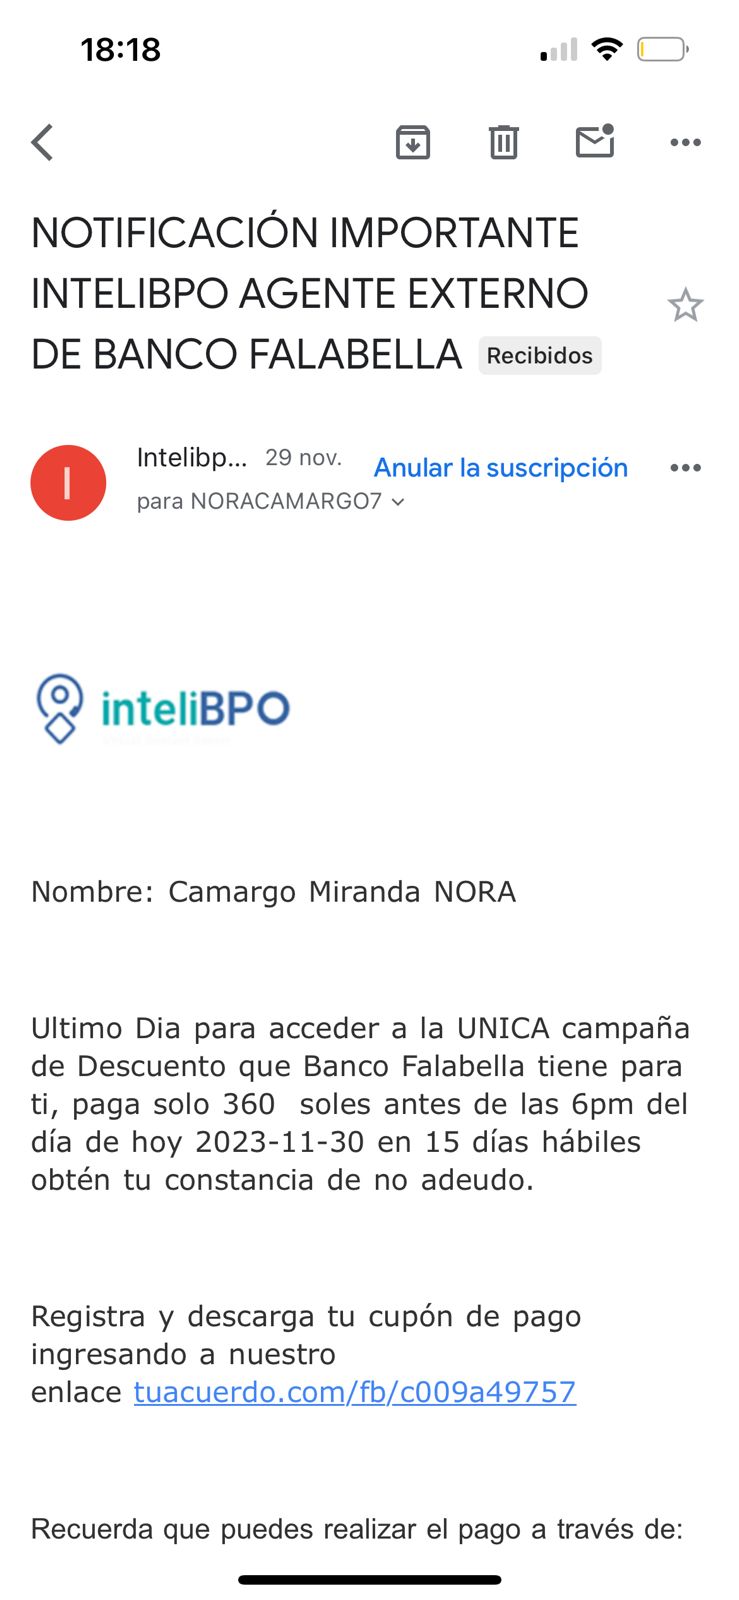 18:18
NOTIFICACIÓN IMPORTANTE
INTELIBPO AGENTE EXTERNO
DE BANCO FALABELLA Recibidos
Intelibp... 29 nov. Anular la suscripción
para NORACAMARGO7
I
inteliBPO
Nombre: Camargo Miranda NORA
Ultimo Dia para acceder a la UNICA campaña
de Descuento que Banco Falabella tiene para
ti, paga solo 360 soles antes de las 6pm del
día de hoy 2023-11-30 en 15 días hábiles
obtén tu constancia de no adeudo.
Registra y descarga tu cupón de pago
ingresando a nuestro
enlace tuacuerdo.com/fb/c009a49757
Recuerda que puedes realizar el pago a través de: